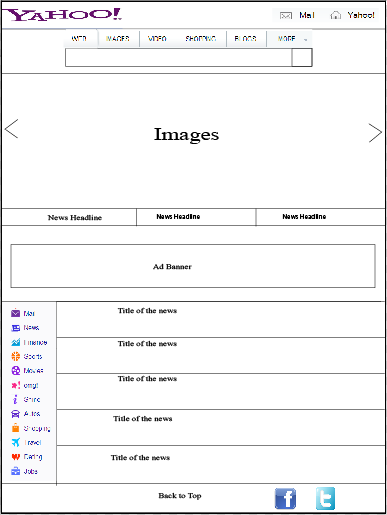 YAHOO! Mail Yahoo!
WEB IMAGES VIDEO SHOPPING BLOGS MORE
Images
News Headline News Headline News Headline
Ad Banner
Mail
News
Finance
Sports
Movies
omg!
Shine
Autos
Shopping
Travel
Dating
Jobs
Title of the news
Title of the news
Title of the news
Title of the news
Title of the news
Back to Top f t